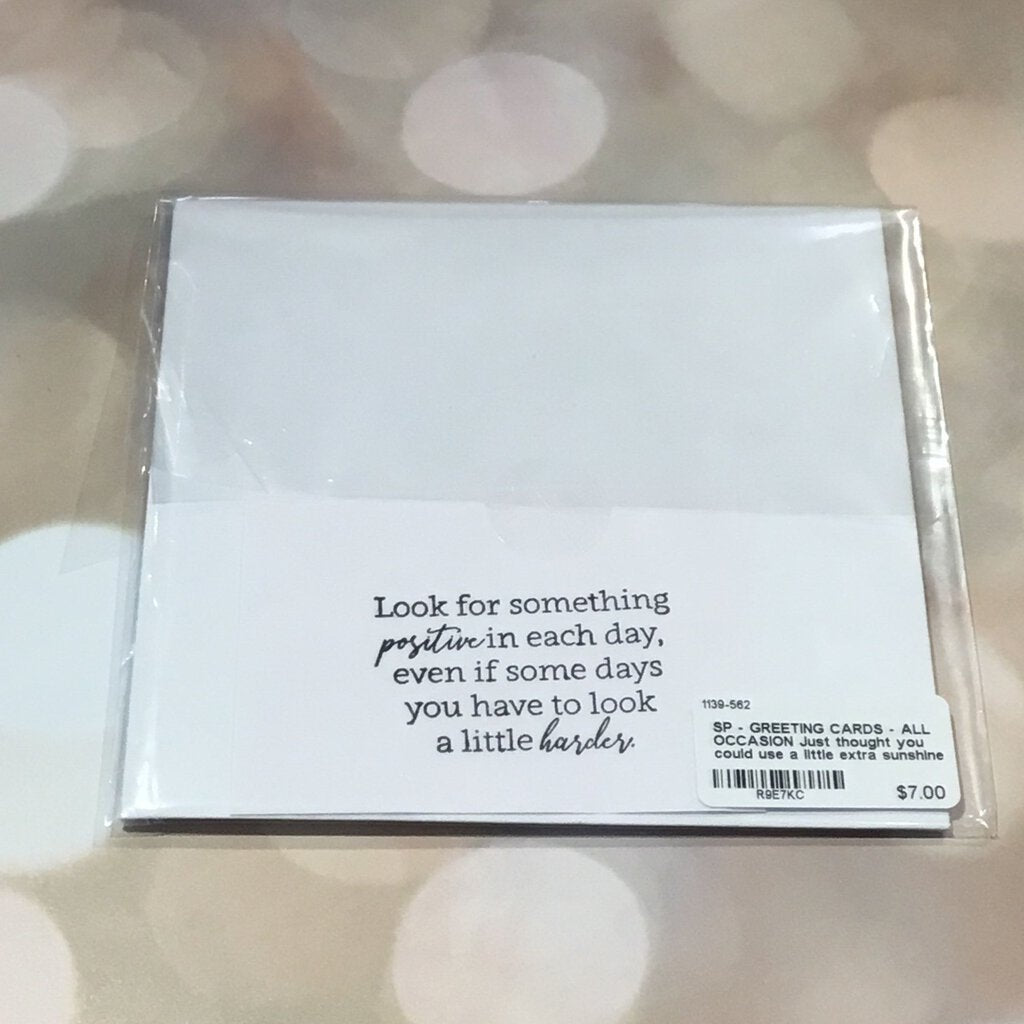 Look for something
positive in each day,
even if some days
you have to look
a little harder.
1139-562
SP - GREETING CARDS - ALL
OCCASION Just thought you
could use a little extra sunshine
R9E7KC
$7.00